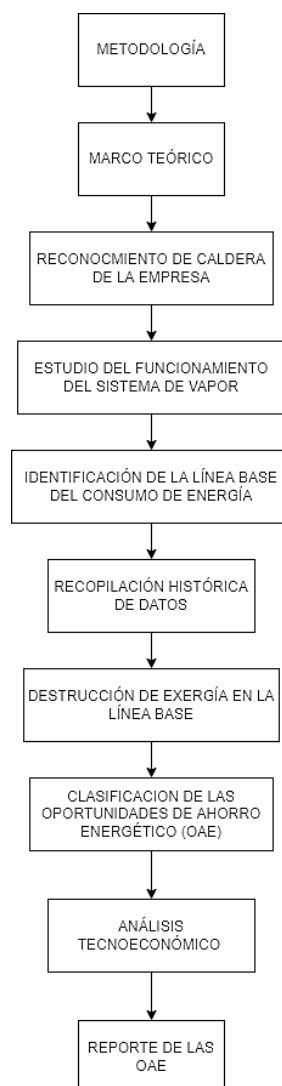 METODOLOGÍA
MARCO TEÓRICO
RECONOCMIENTO DE CALDERA
DE LA EMPRESA
ESTUDIO DEL FUNCIONAMIENTO
DEL SISTEMA DE VAPOR
IDENTIFICACIÓN DE LA LÍNEA BASE
DEL CONSUMO DE ENERGÍA
RECOPILACIÓN HISTÓRICA
DE DATOS
DESTRUCCIÓN DE EXERGÍA EN LA
LÍNEA BASE
CLASIFICACION DE LAS
OPORTUNIDADES DE AHORRO
ENERGÉTICO (OAE)
ANÁLISIS
TECNOECONÓMICO
REPORTE DE LAS
OAE